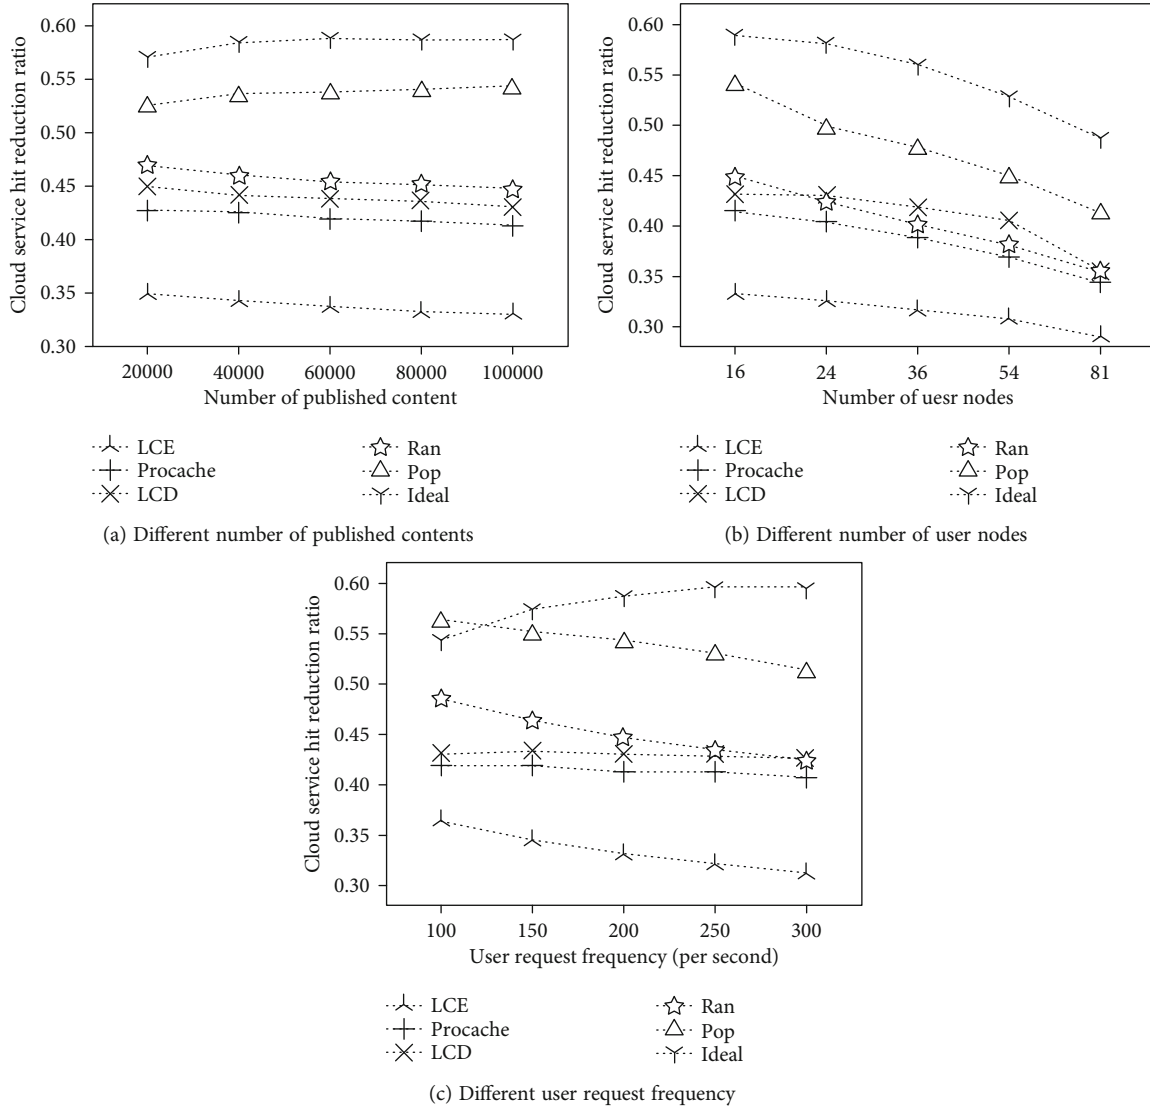 Cloud service hit reduction ratio
0.60
0.55
0.50
0.45
0.40
0.35
0.30
20000 40000 60000 80000 100000
Number of published content
LCE
Procache
LCD
Ran
Pop
Ideal
(a) Different number of published contents
Cloud service hit reduction ratio
0.60
0.55
0.50
0.45
0.40
0.35
0.30
16 24 36 54 81
Number of uesr nodes
LCE
Procache
LCD
Ran
Pop
Ideal
(b) Different number of user nodes
Cloud service hit reduction ratio
0.60
0.55
0.50
0.45
0.40
0.35
0.30
100 150 200 250 300
User request frequency (per second)
LCE
Procache
LCD
Ran
Pop
Ideal
(c) Different user request frequency